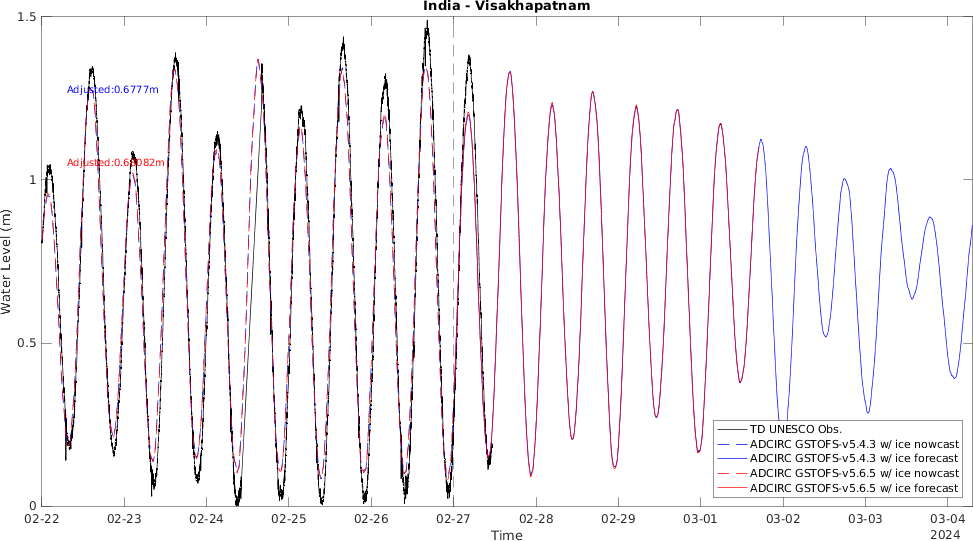 India - Visakhapatnam
1.5
1
0.5
0
Water Level (m)
Adjusted:0.6777m
TD UNESCO Obs.
ADCIRC GSTOFS-v5.4.3 w/ ice nowcast
ADCIRC GSTOFS-v5.4.3 w/ ice forecast
ADCIRC GSTOFS-v5.6.5 w/ ice nowcast
ADCIRC GSTOFS-v5.6.5 w/ ice forecast
02-22 02-23 02-24 02-25 02-26 02-27 02-28 02-29 03-01 03-02 03-03 03-04
2024
Time